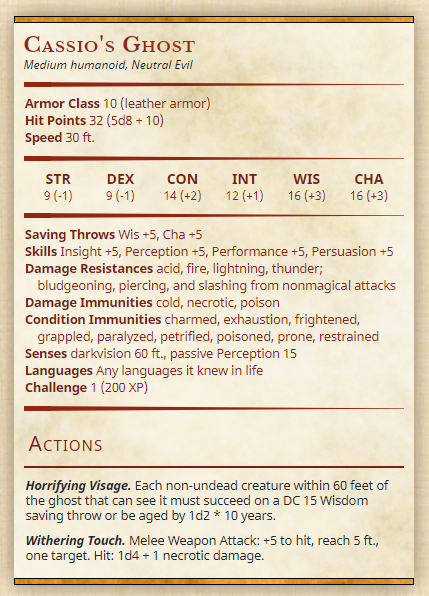 Cassio's Ghost
Medium humanoid, Neutral Evil
Armor Class 10 (leather armor)
Hit Points 32 (5d8 + 10)
Speed 30 ft.
STR DEX CON INT WIS CHA
9 (-1) 9 (-1) 14 (+2) 12 (+1) 16 (+3) 16 (+3)
Saving Throws Wis +5, Cha +5
Skills Insight +5, Perception +5, Performance +5, Persuasion +5
Damage Resistances acid, fire, lightning, thunder;
bludgeoning, piercing, and slashing from nonmagical attacks
Damage Immunities cold, necrotic, poison
Condition Immunities charmed, exhaustion, frightened,
grappled, paralyzed, petrified, poisoned, prone, restrained
Senses darkvision 60 ft., passive Perception 15
Languages Any languages it knew in life
Challenge 1 (200 XP)
Actions
Horrifying Visage. Each non-undead creature within 60 feet of
the ghost that can see it must succeed on a DC 15 Wisdom
saving throw or be aged by 1d2 * 10 years.
Withering Touch. Melee Weapon Attack: +5 to hit, reach 5 ft.,
one target. Hit: 1d4 + 1 necrotic damage.